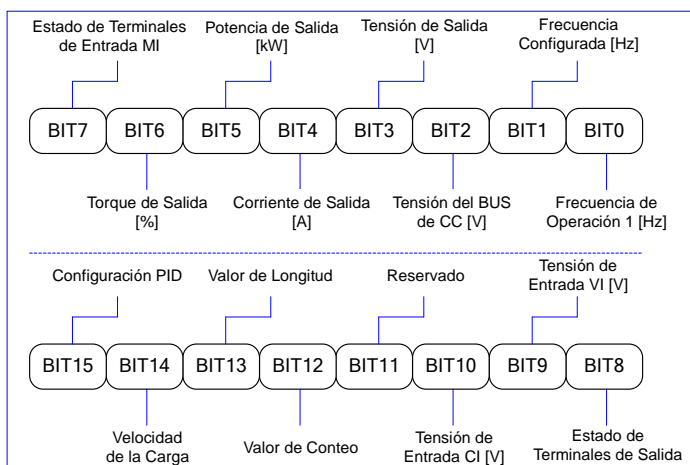 Estado de Terminales
de Entrada MI
Potencia de Salida
[kW]
Tensión de Salida
[V]
Frecuencia
Configurada [Hz]
BIT7
BIT6
BIT5
BIT4
BIT3
BIT2
BIT1
BIT0
Torque de Salida
[%]
Corriente de Salida
[A]
Tensión del BUS
de CC [V]
Frecuencia de
Operación 1 [Hz]
Configuración PID
Valor de Longitud
Reservado
Tensión de
Entrada VI [V]
BIT15
BIT14
BIT13
BIT12
BIT11
BIT10
BIT9
BIT8
Velocidad
de la Carga
Valor de Conteo
Tensión de
Entrada CI [V]
Estado de
Terminales de Salida